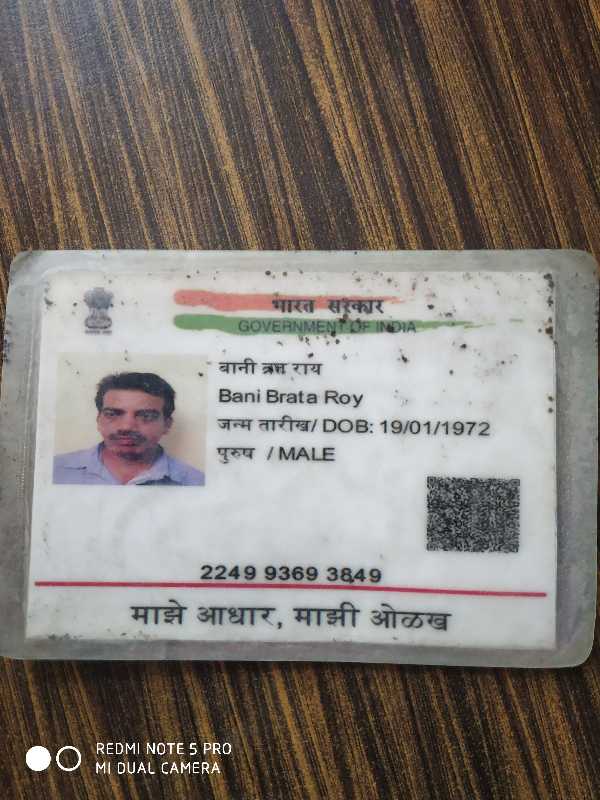 भारत सरकार
GOVERNMENT OF INDIA
बानी ब्रत राय
Bani Brata Roy
जन्म तारीख/ DOB: 19/01/1972
पुरुष / MALE
2249 9369 3849
माझे आधार, माझी ओळख
REDMI NOTE 5 PRO
MI DUAL CAMERA